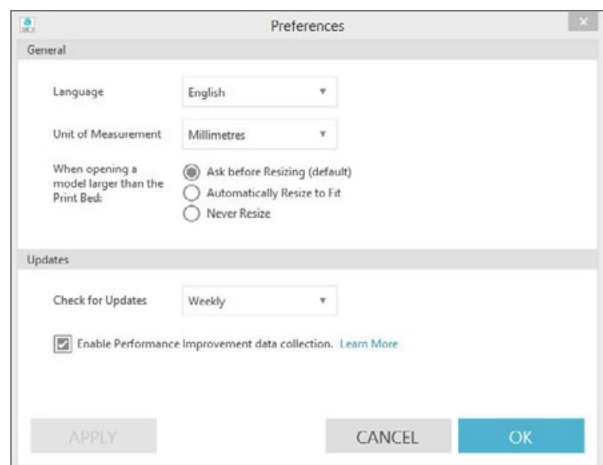 Preferences
General
Language
English
Unit of Measurement
Millimetres
When opening a
model larger than the
Print Bed:
Ask before Resizing (default)
Automatically Resize to Fit
Never Resize
Updates
Check for Updates
Weekly
Enable Performance Improvement data collection. Learn More
APPLY CANCEL OK